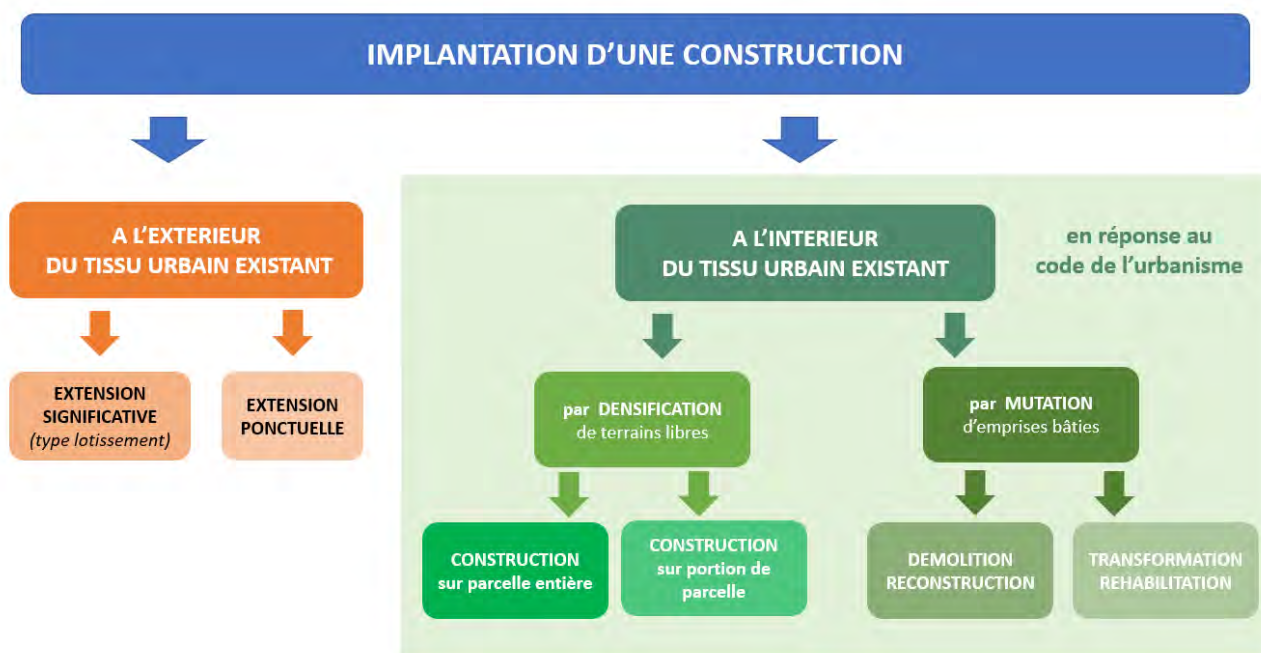 IMPLANTATION D’UNE CONSTRUCTION
A L’EXTERIEUR
DU TISSU URBAIN EXISTANT
A L’INTERIEUR
DU TISSU URBAIN EXISTANT
en réponse au
code de l’urbanisme
EXTENSION
SIGNIFICATIVE
(type lotissement)
EXTENSION
PONCTUELLE
par DENSIFICATION
de terrains libres
par MUTATION
d’emprises bâties
CONSTRUCTION
sur parcelle entière
CONSTRUCTION
sur portion de
parcelle
DEMOLITION
RECONSTRUCTION
TRANSFORMATION
REHABILITATION